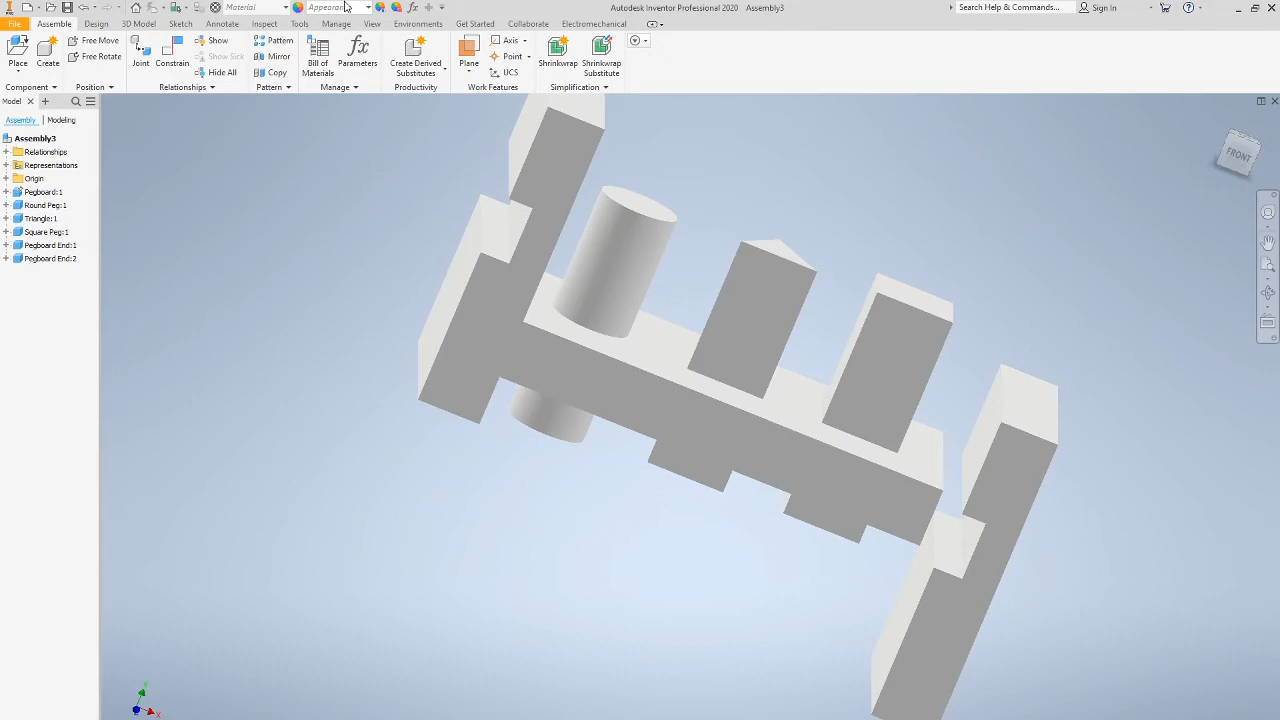 Material
Appearanc
fx
Autodesk Inventor Professional 2020 Assembly3
Search Help & Commands...
Sign In
File Assemble Design 3D Model Sketch Annotate Inspect Tools Manage View Environments Get Started Collaborate Electromechanical
Place
Create
Component
Free Move
Free Rotate
Position
Joint
Constrain
Show
Show Sick
Hide All
Relationships
Pattern
Mirror
Copy
Pattern
Bill of
Materials
fx
Parameters
Manage
Create Derived
Substitutes
Productivity
Plane
Axis
Point
UCS
Work Features
Shrinkwrap
Shrinkwrap
Substitute
Simplification
Model
Assembly Modeling
Assembly3
Relationships
Representations
Origin
Pegboard:1
Round Peg:1
Triangle:1
Square Peg:1
Pegboard End:1
Pegboard End:2
FRONT
Y
X